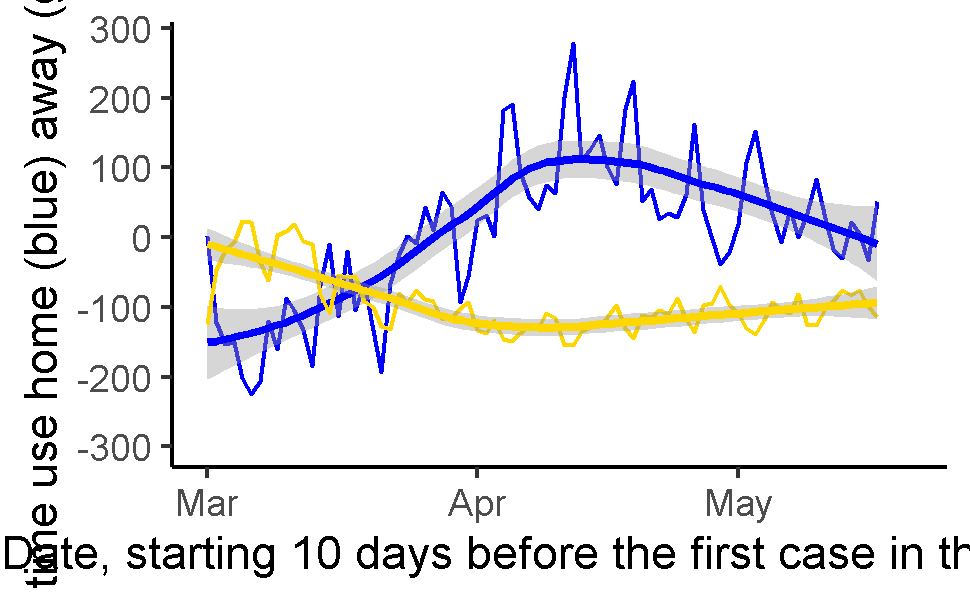 300
200
100
0
-100
-200
-300
time use home (blue) away (
Mar Apr May
Date, starting 10 days before the first case in th